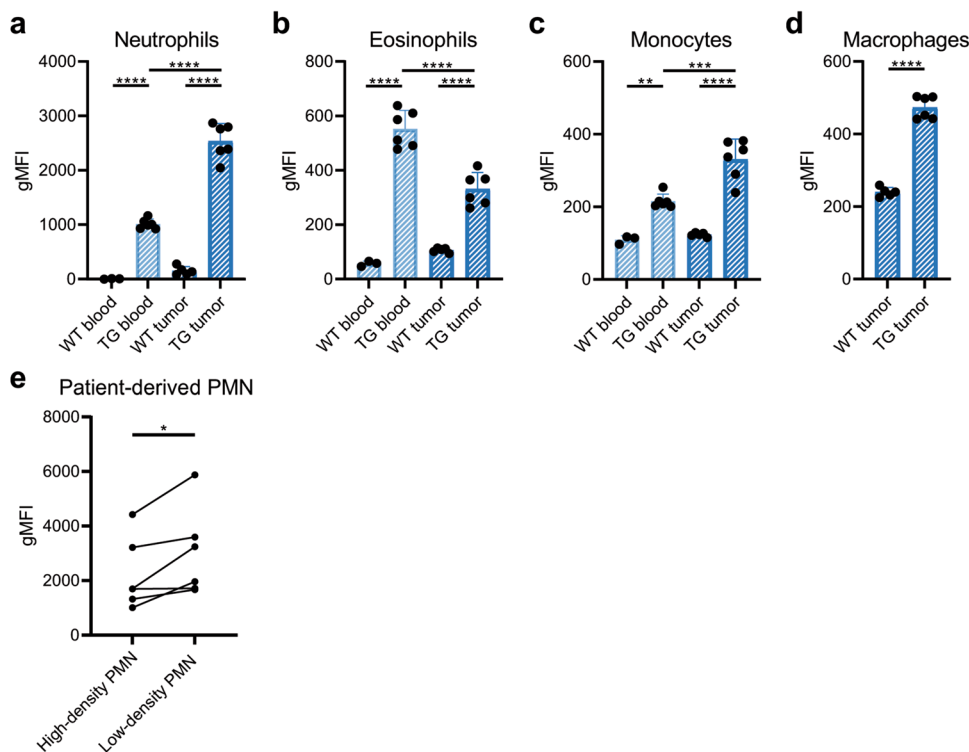 a
Neutrophils
****
**** ****
gMFI
4000
3000
2000
1000
0
WT blood
TG blood
WT tumor
TG tumor
b
Eosinophils
****
**** ****
gMFI
800
600
400
200
0
WT blood
TG blood
WT tumor
TG tumor
c
Monocytes
***
** ****
gMFI
600
400
200
0
WT blood
TG blood
WT tumor
TG tumor
d
Macrophages
****
gMFI
600
400
200
0
WT tumor
TG tumor
e
Patient-derived PMN
*
gMFI
8000
6000
4000
2000
0
High-density PMN
Low-density PMN